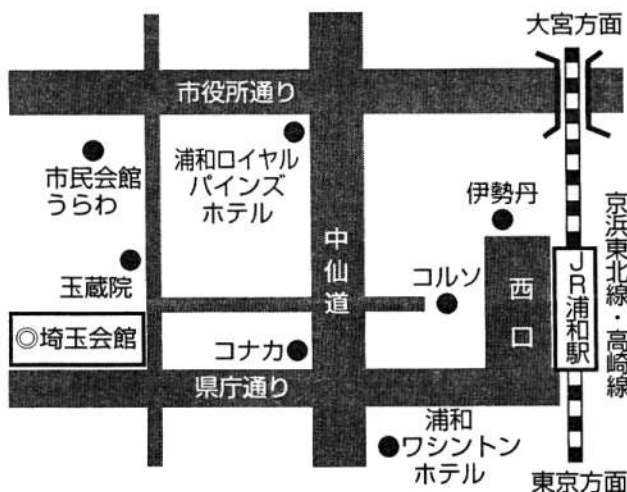 大宮方面
市役所通り
市民会館
うらわ
浦和ロイヤル
パインズ
ホテル
伊勢丹
京浜東北線・高崎線
中仙道
玉蔵院
コルソ
西口
JR浦和駅
◎埼玉会館
コナカ
県庁通り
浦和
ワシントン
ホテル
東京方面